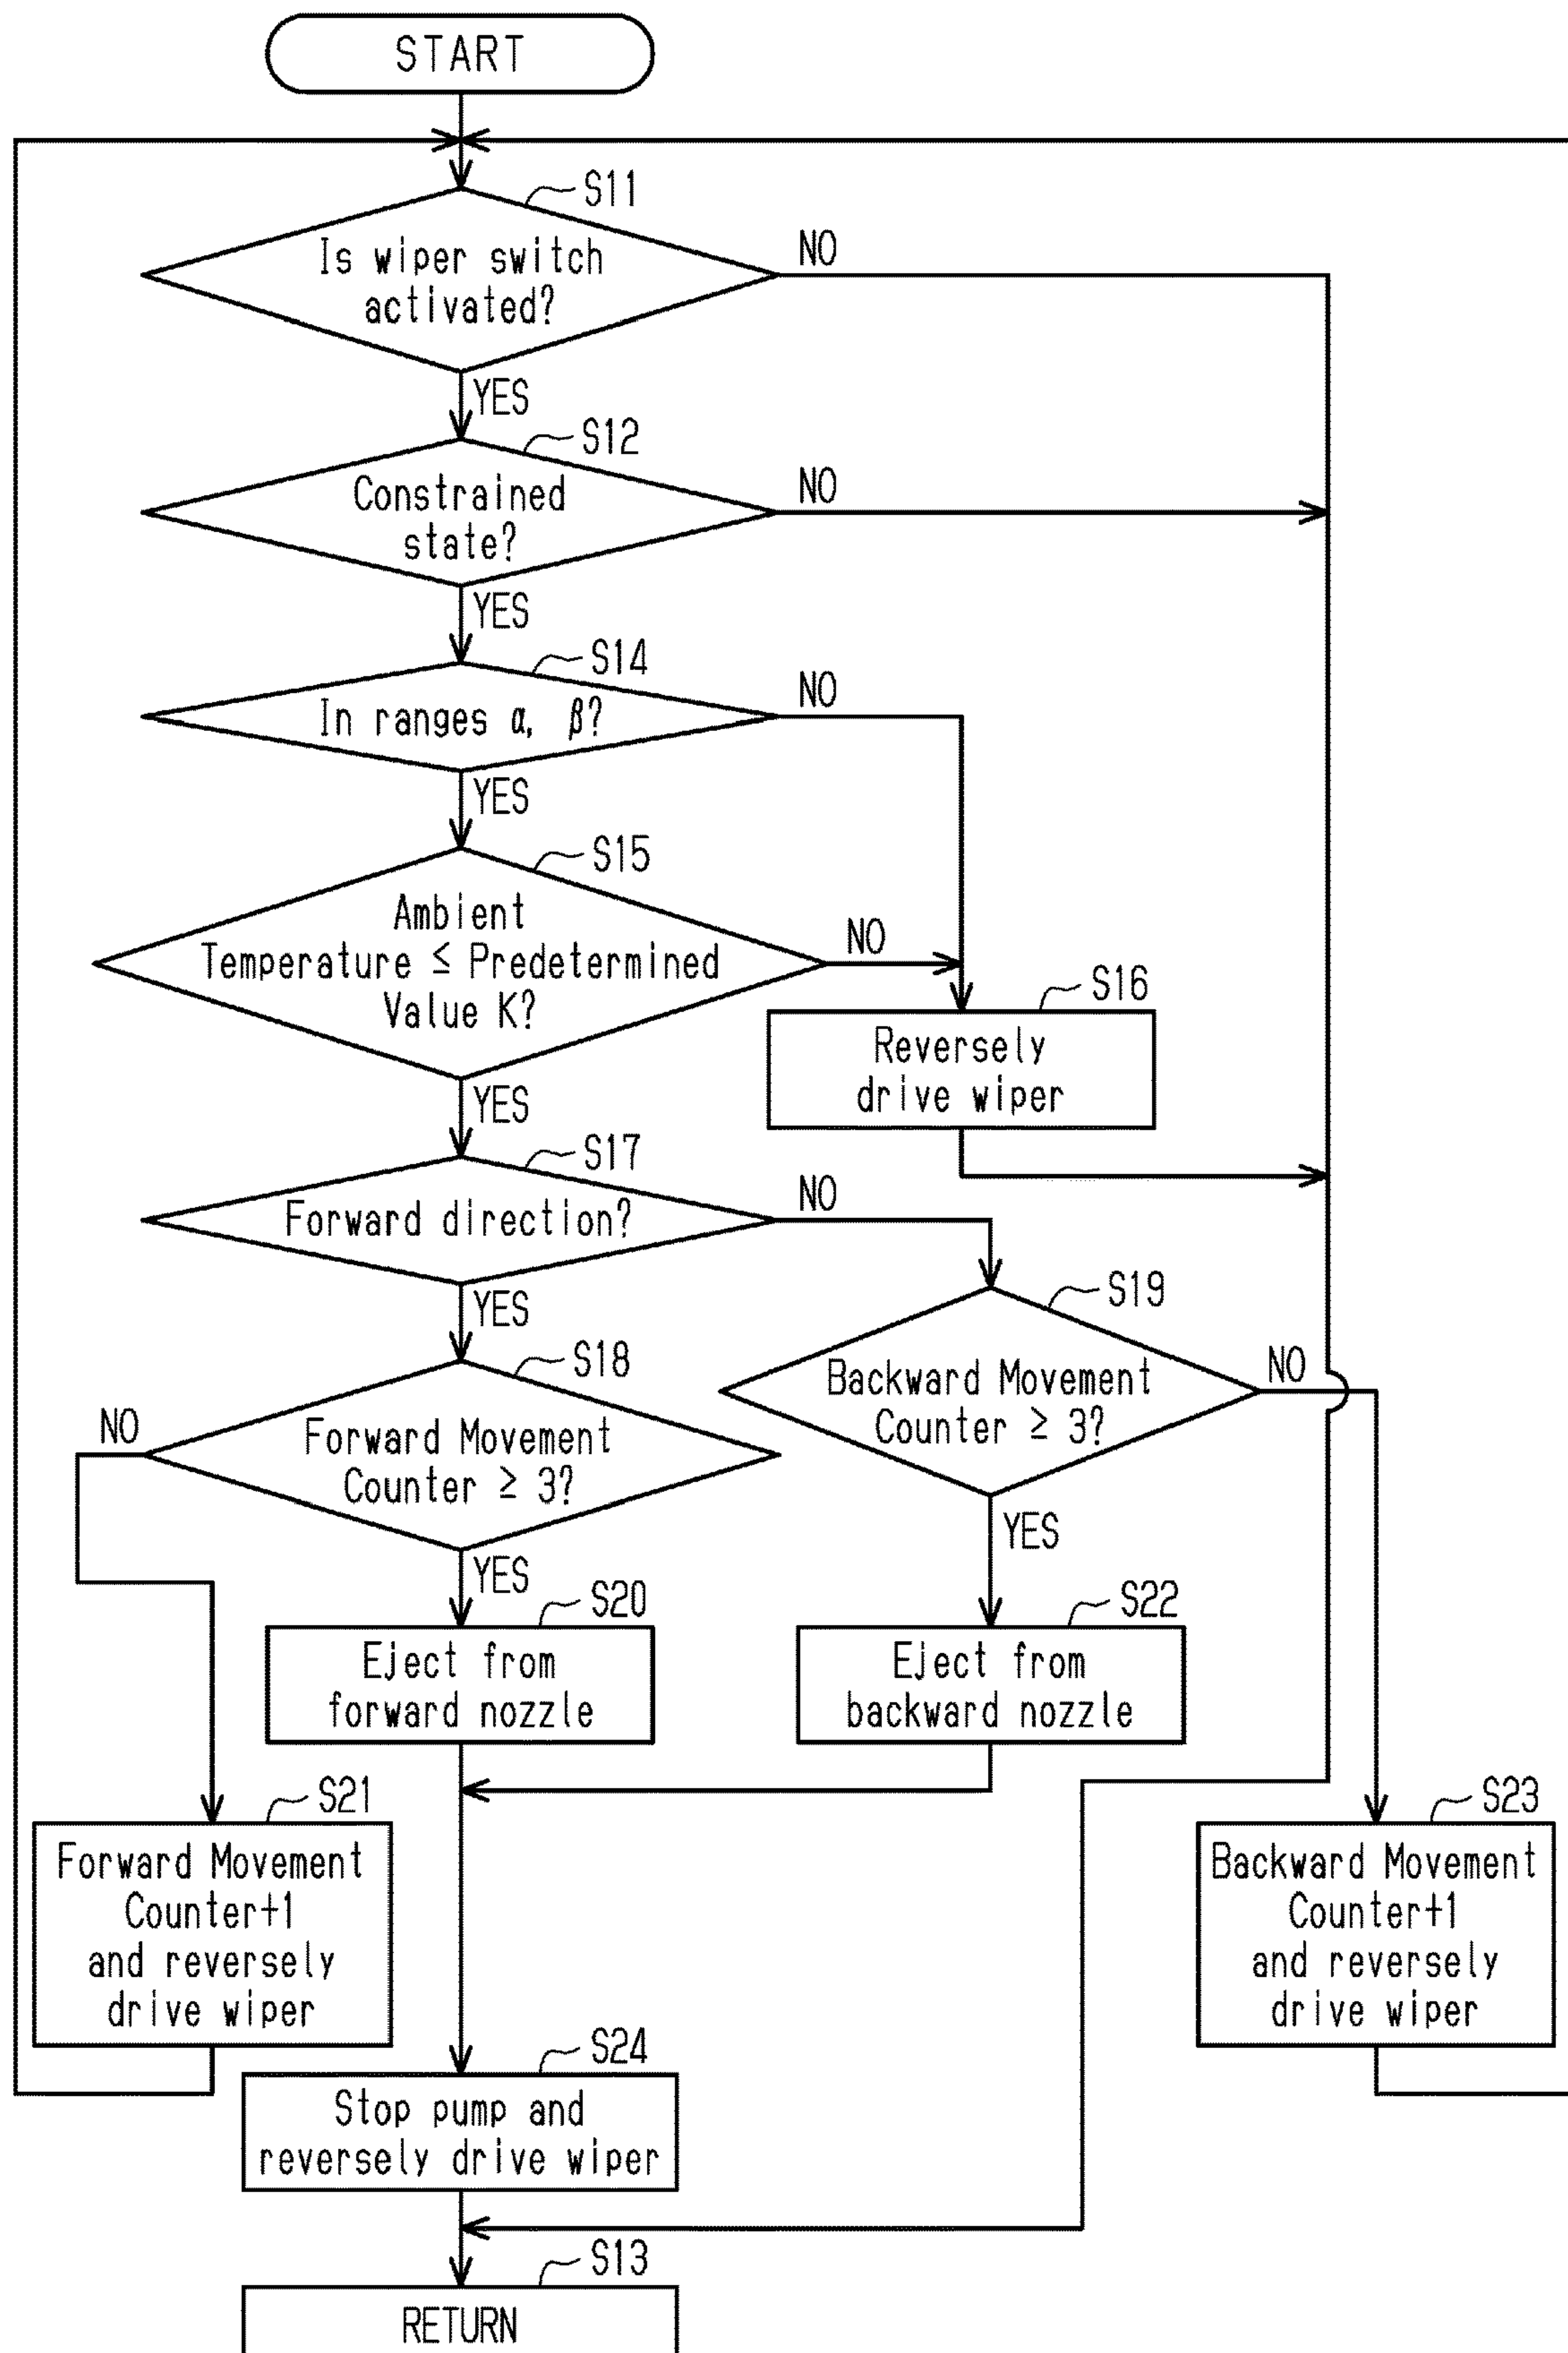 START
S11
Is wiper switch
activated?
NO
YES
S12
Constrained
state?
NO
YES
S14
In ranges α, β?
NO
YES
S15
Ambient
Temperature ≤ Predetermined
Value K?
NO
YES
S16
Reversely
drive wiper
S17
Forward direction?
NO
YES
S19
Backward Movement
Counter ≥ 3?
NO
YES
S18
Forward Movement
Counter ≥ 3?
NO
YES
S20
Eject from
forward nozzle
S22
Eject from
backward nozzle
S21
Forward Movement
Counter+1
and reversely
drive wiper
S23
Backward Movement
Counter+1
and reversely
drive wiper
S24
Stop pump and
reversely drive wiper
S13
RETURN